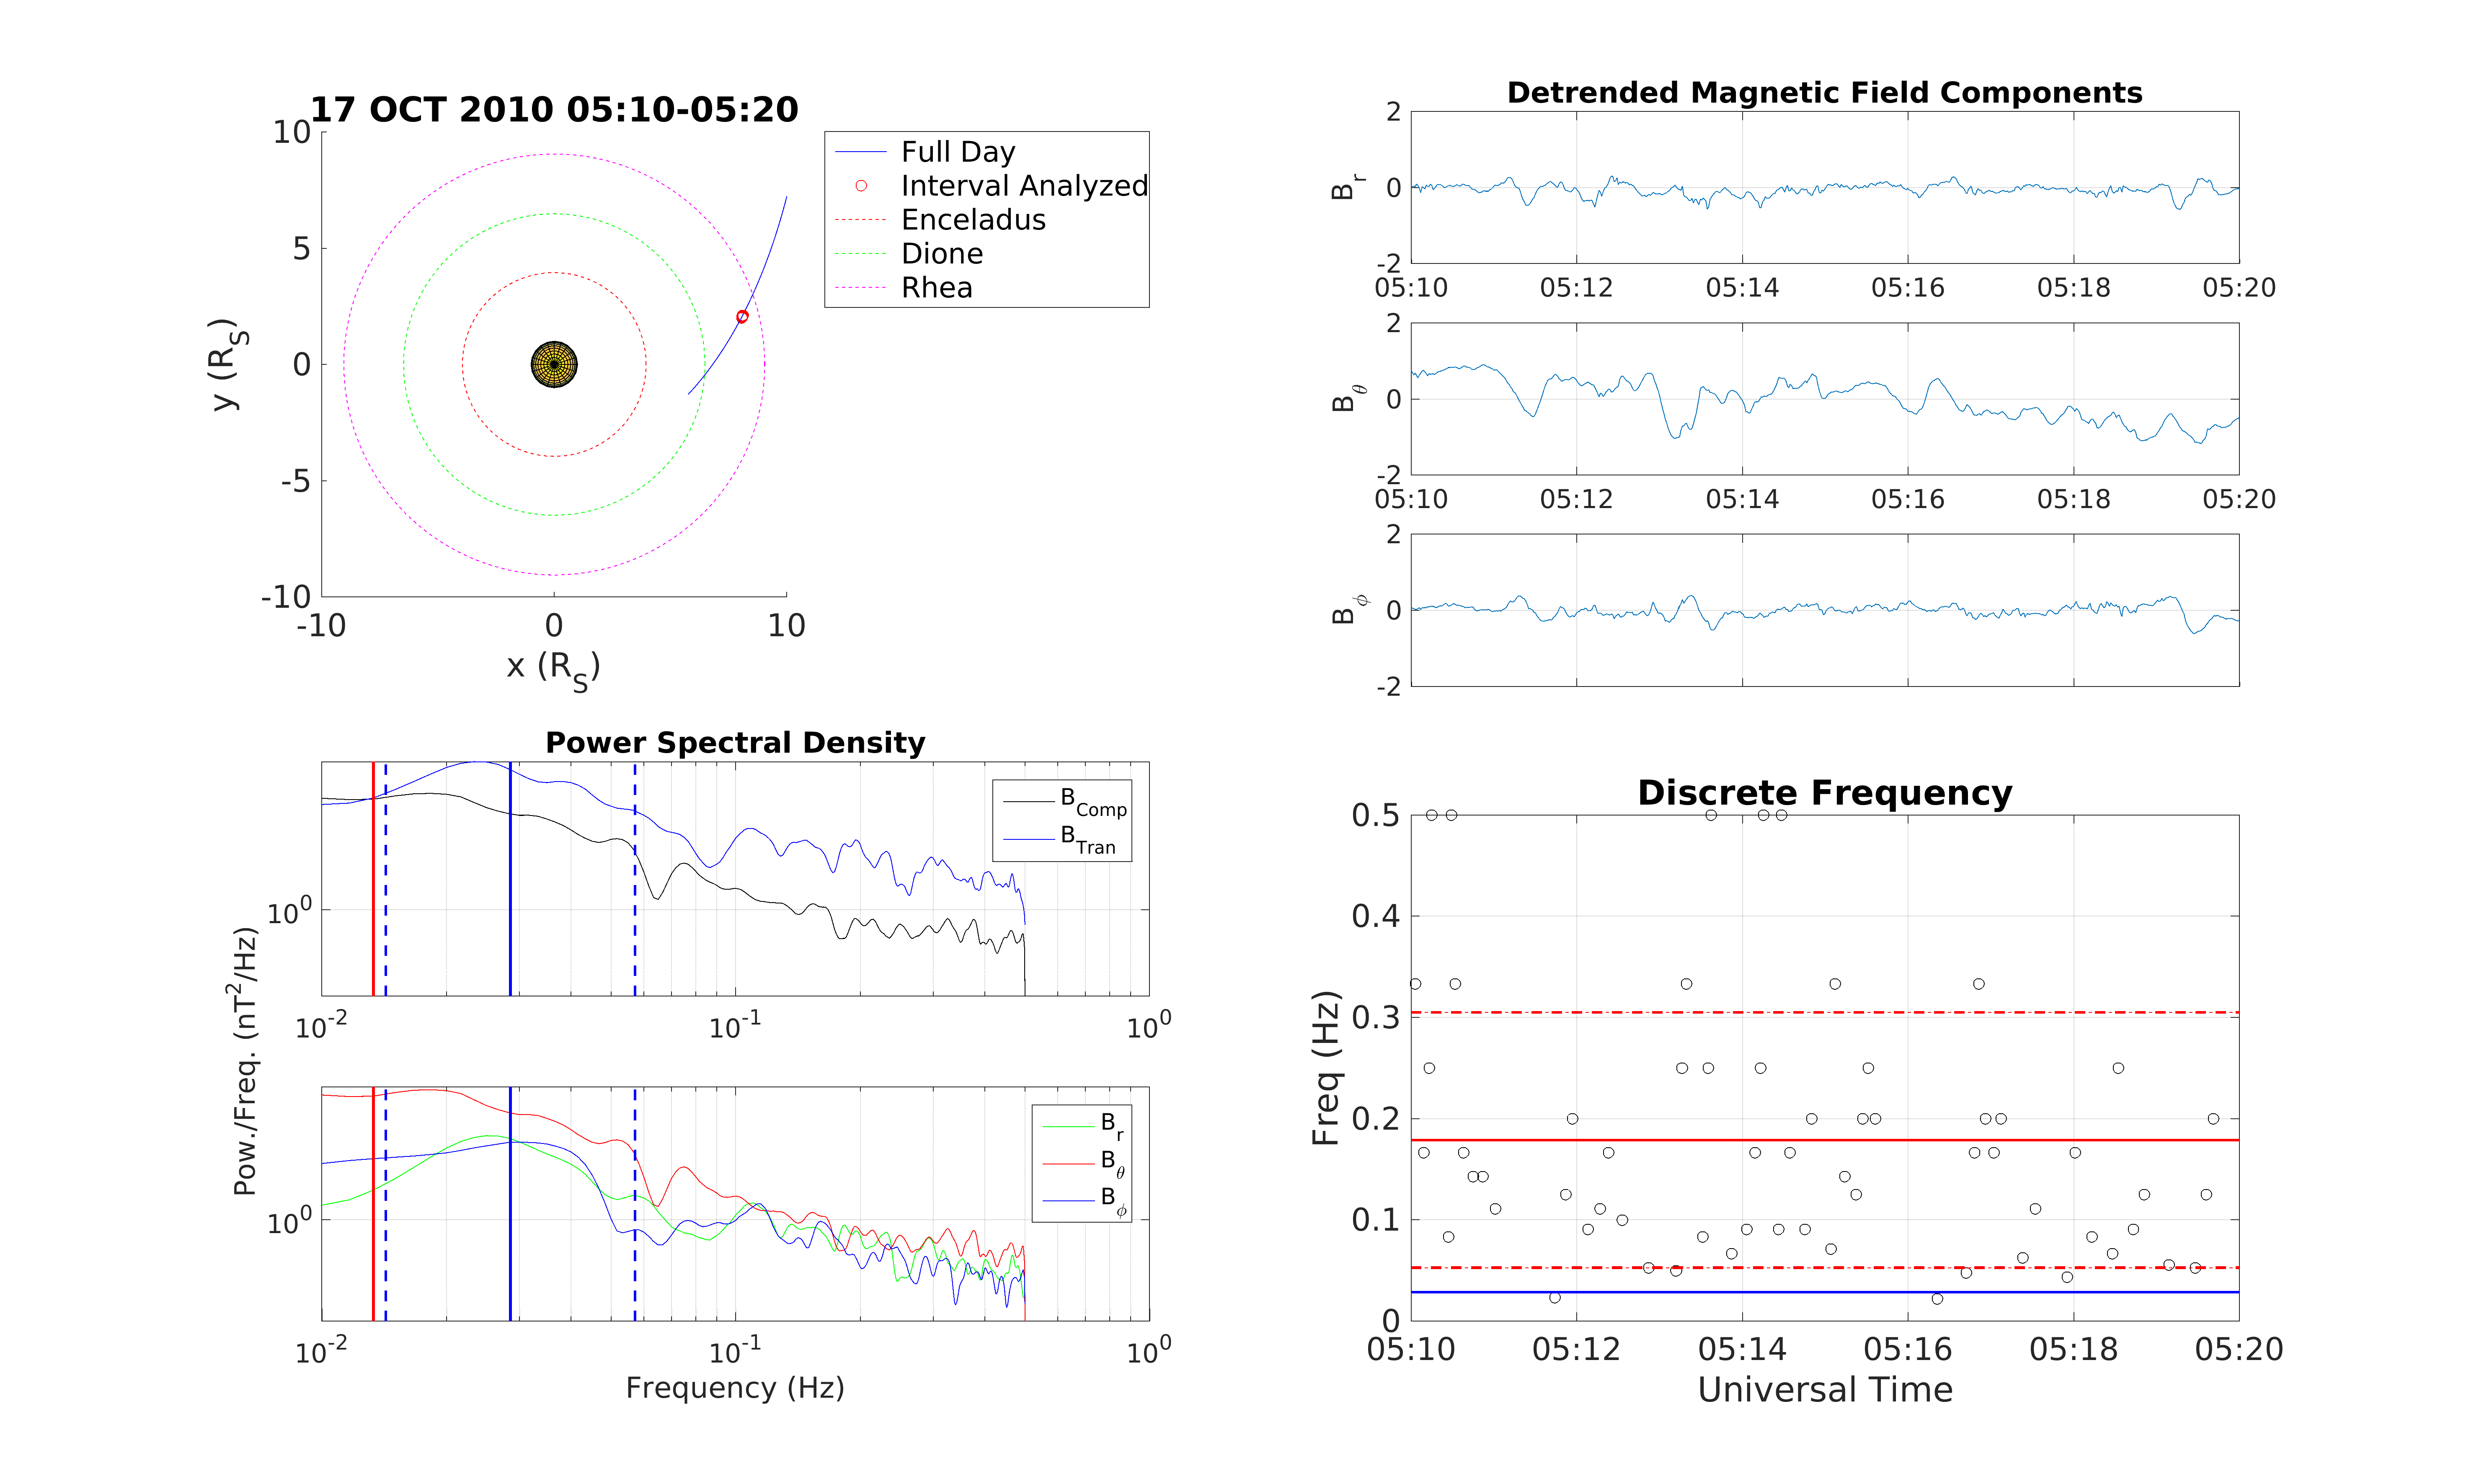 17 OCT 2010 05:10-05:20
10
5
0
-5
-10
-10
0
10
y (R_S)
x (R_S)
Full Day
Interval Analyzed
Enceladus
Dione
Rhea
Detrended Magnetic Field Components
2
0
-2
B_r
05:10
05:12
05:14
05:16
05:18
05:20
2
0
-2
B_θ
05:10
05:12
05:14
05:16
05:18
05:20
2
0
-2
B_ϕ
Power Spectral Density
10^0
B_Comp
B_Tran
10^-2
10^-1
10^0
Pow./Freq. (nT^2/Hz)
10^0
B_r
B_θ
B_ϕ
10^-2
10^-1
10^0
Frequency (Hz)
Discrete Frequency
0.5
0.4
0.3
0.2
0.1
0
Freq (Hz)
05:10
05:12
05:14
05:16
05:18
05:20
Universal Time